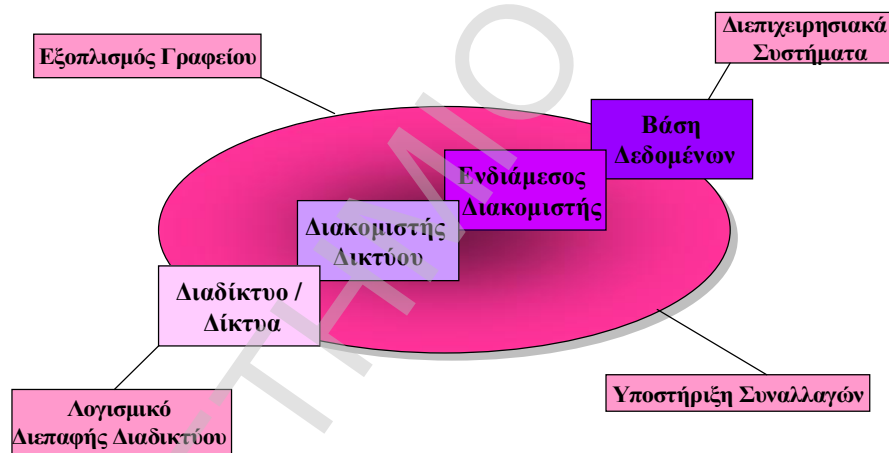 Διεπιχειρησιακά
Συστήματα
Εξοπλισμός Γραφείου
Βάση
Δεδομένων
Ενδιάμεσος
Διακομιστής
Διακομιστής
Δικτύου
Διαδίκτυο /
Δίκτυα
Υποστήριξη Συναλλαγών
Λογισμικό
Διεπαφής Διαδικτύου